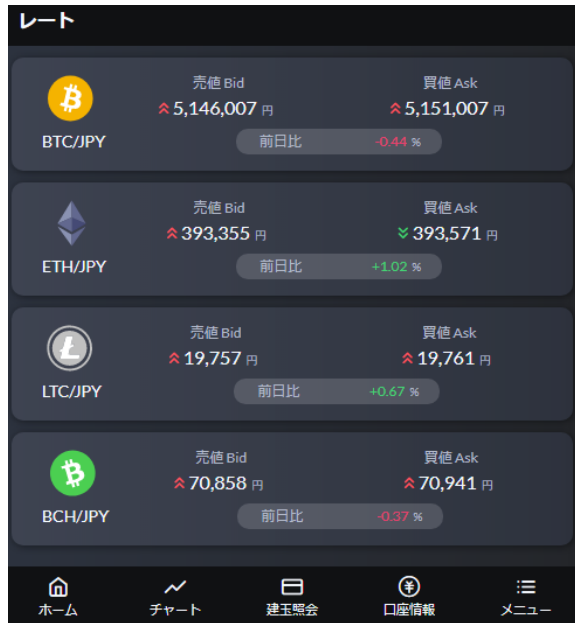 レート
売値 Bid 買値 Ask
5,146,007 円 5,151,007 円
BTC/JPY 前日比 -0.44 %
売値 Bid 買値 Ask
393,355 円 393,571 円
ETH/JPY 前日比 +1.02 %
売値 Bid 買値 Ask
19,757 円 19,761 円
LTC/JPY 前日比 +0.67 %
売値 Bid 買値 Ask
70,858 円 70,941 円
BCH/JPY 前日比 -0.37 %
ホーム チャート 建玉照会 口座情報 メニュー